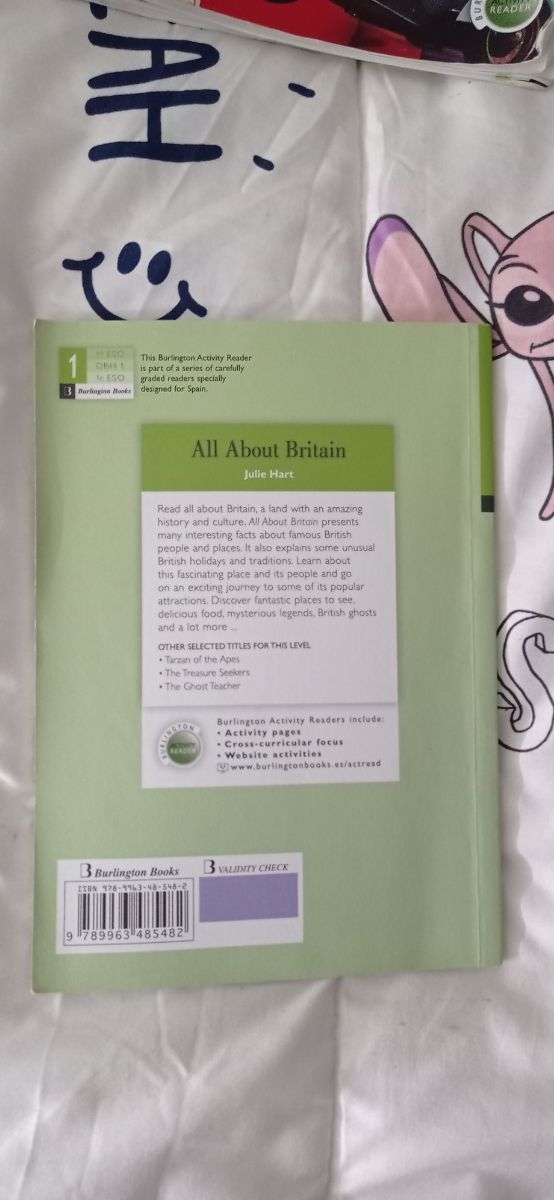 AH
BUR
ACTIVITY
READER
1
1º ESO
DBH 1
1r ESO
B Burlington Books
This Burlington Activity Reader
is part of a series of carefully
graded readers specially
designed for Spain.
All About Britain
Julie Hart
Read all about Britain, a land with an amazing
history and culture. All About Britain presents
many interesting facts about famous British
people and places. It also explains some unusual
British holidays and traditions. Learn about
this fascinating place and its people and go
on an exciting journey to some of its popular
attractions. Discover fantastic places to see,
delicious food, mysterious legends, British ghosts
and a lot more ...
OTHER SELECTED TITLES FOR THIS LEVEL
• Tarzan of the Apes
• The Treasure Seekers
• The Ghost Teacher
BURLINGTON
ACTIVITY
READER
Burlington Activity Readers include:
• Activity pages
• Cross-curricular focus
• Website activities
www.burlingtonbooks.es/actread
B Burlington Books
B VALIDITY CHECK
ISBN 978-9963-48-548-2
9 789963 485482